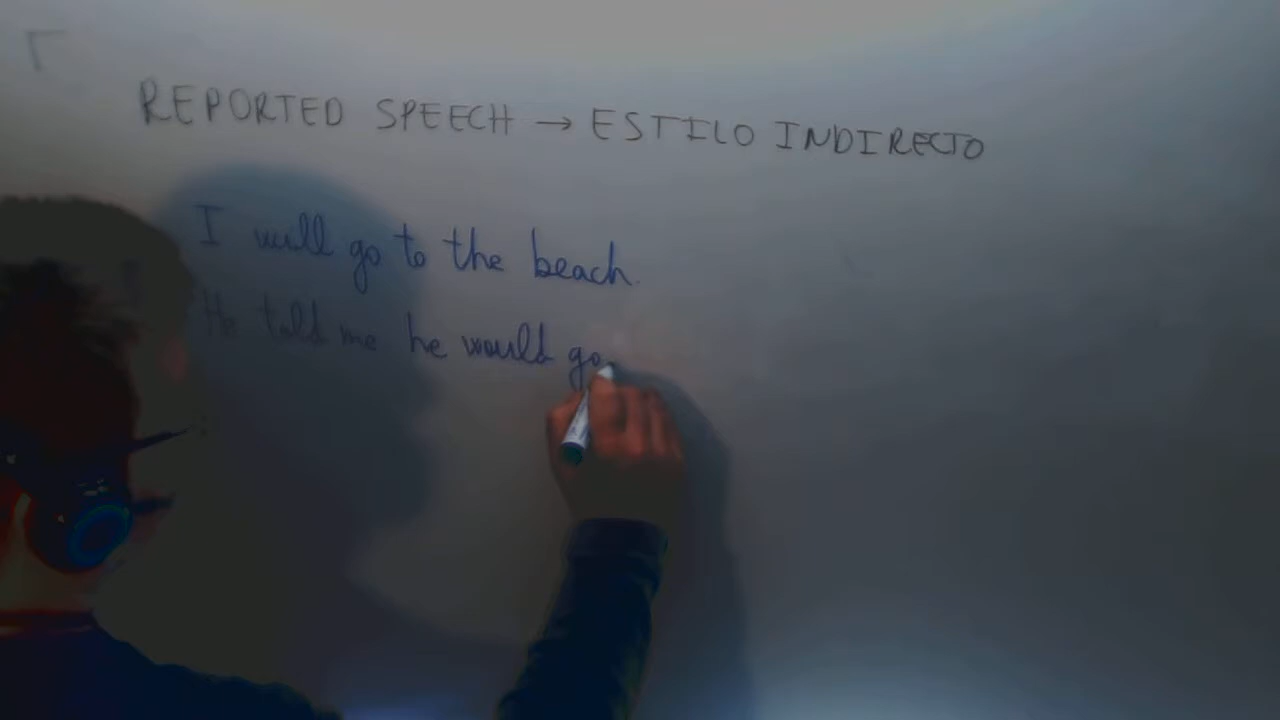 REPORTED SPEECH → ESTILO INDIRECTO
I will go to the beach.
He told me he would go